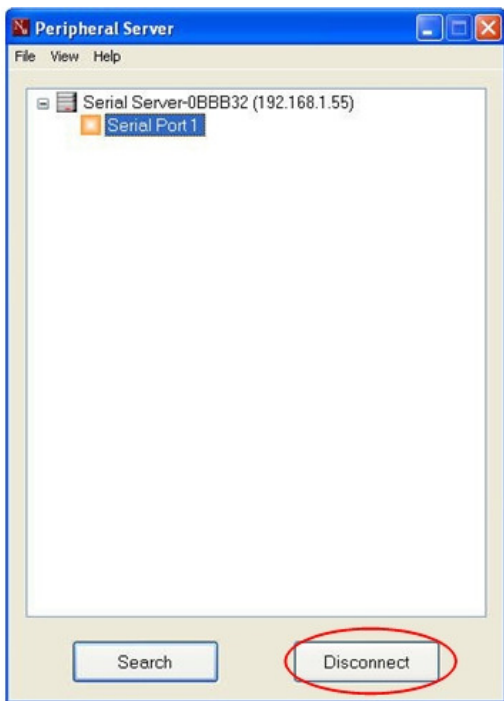 Peripheral Server
File View Help
Serial Server-0BBB32 (192.168.1.55)
Serial Port 1
Search Disconnect